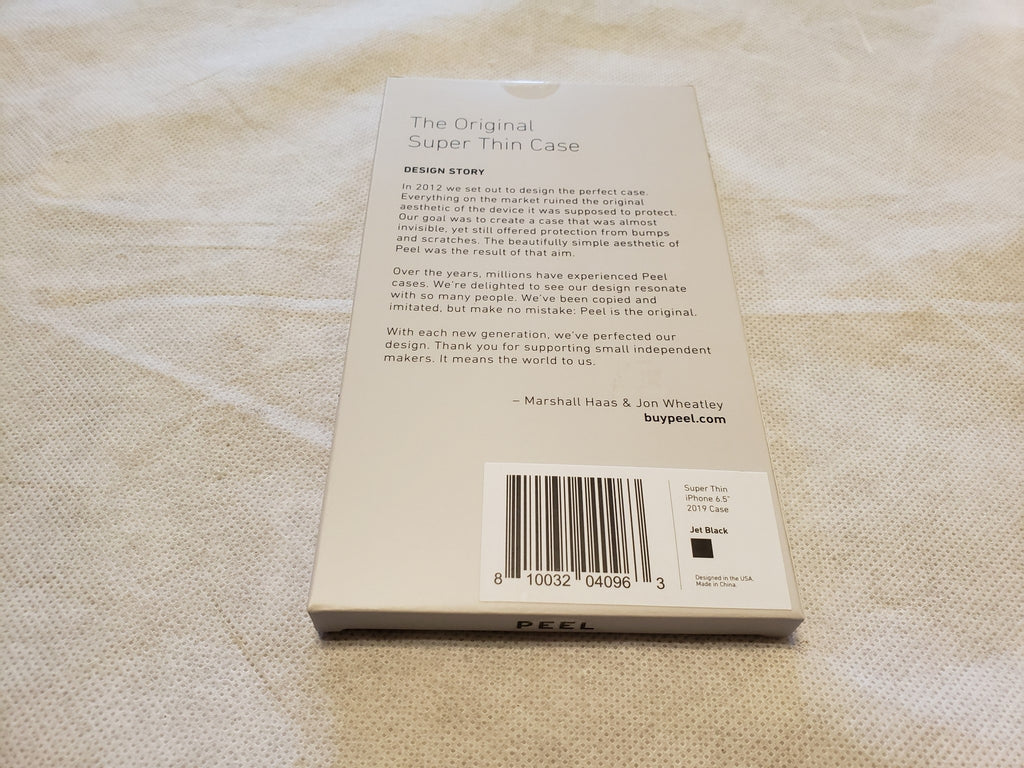 The Original
Super Thin Case
DESIGN STORY
In 2012 we set out to design the perfect case.
Everything on the market ruined the original
aesthetic of the device it was supposed to protect.
Our goal was to create a case that was almost
invisible, yet still offered protection from bumps
and scratches. The beautifully simple aesthetic of
Peel was the result of that aim.
Over the years, millions have experienced Peel
cases. We're delighted to see our design resonate
with so many people. We've been copied and
imitated, but make no mistake: Peel is the original.
With each new generation, we've perfected our
design. Thank you for supporting small independent
makers. It means the world to us.
– Marshall Haas & Jon Wheatley
buypeel.com
Super Thin
iPhone 6.5"
2019 Case
Jet Black
Designed in the USA.
Made in China.
8 10032 04096 3
PEEL